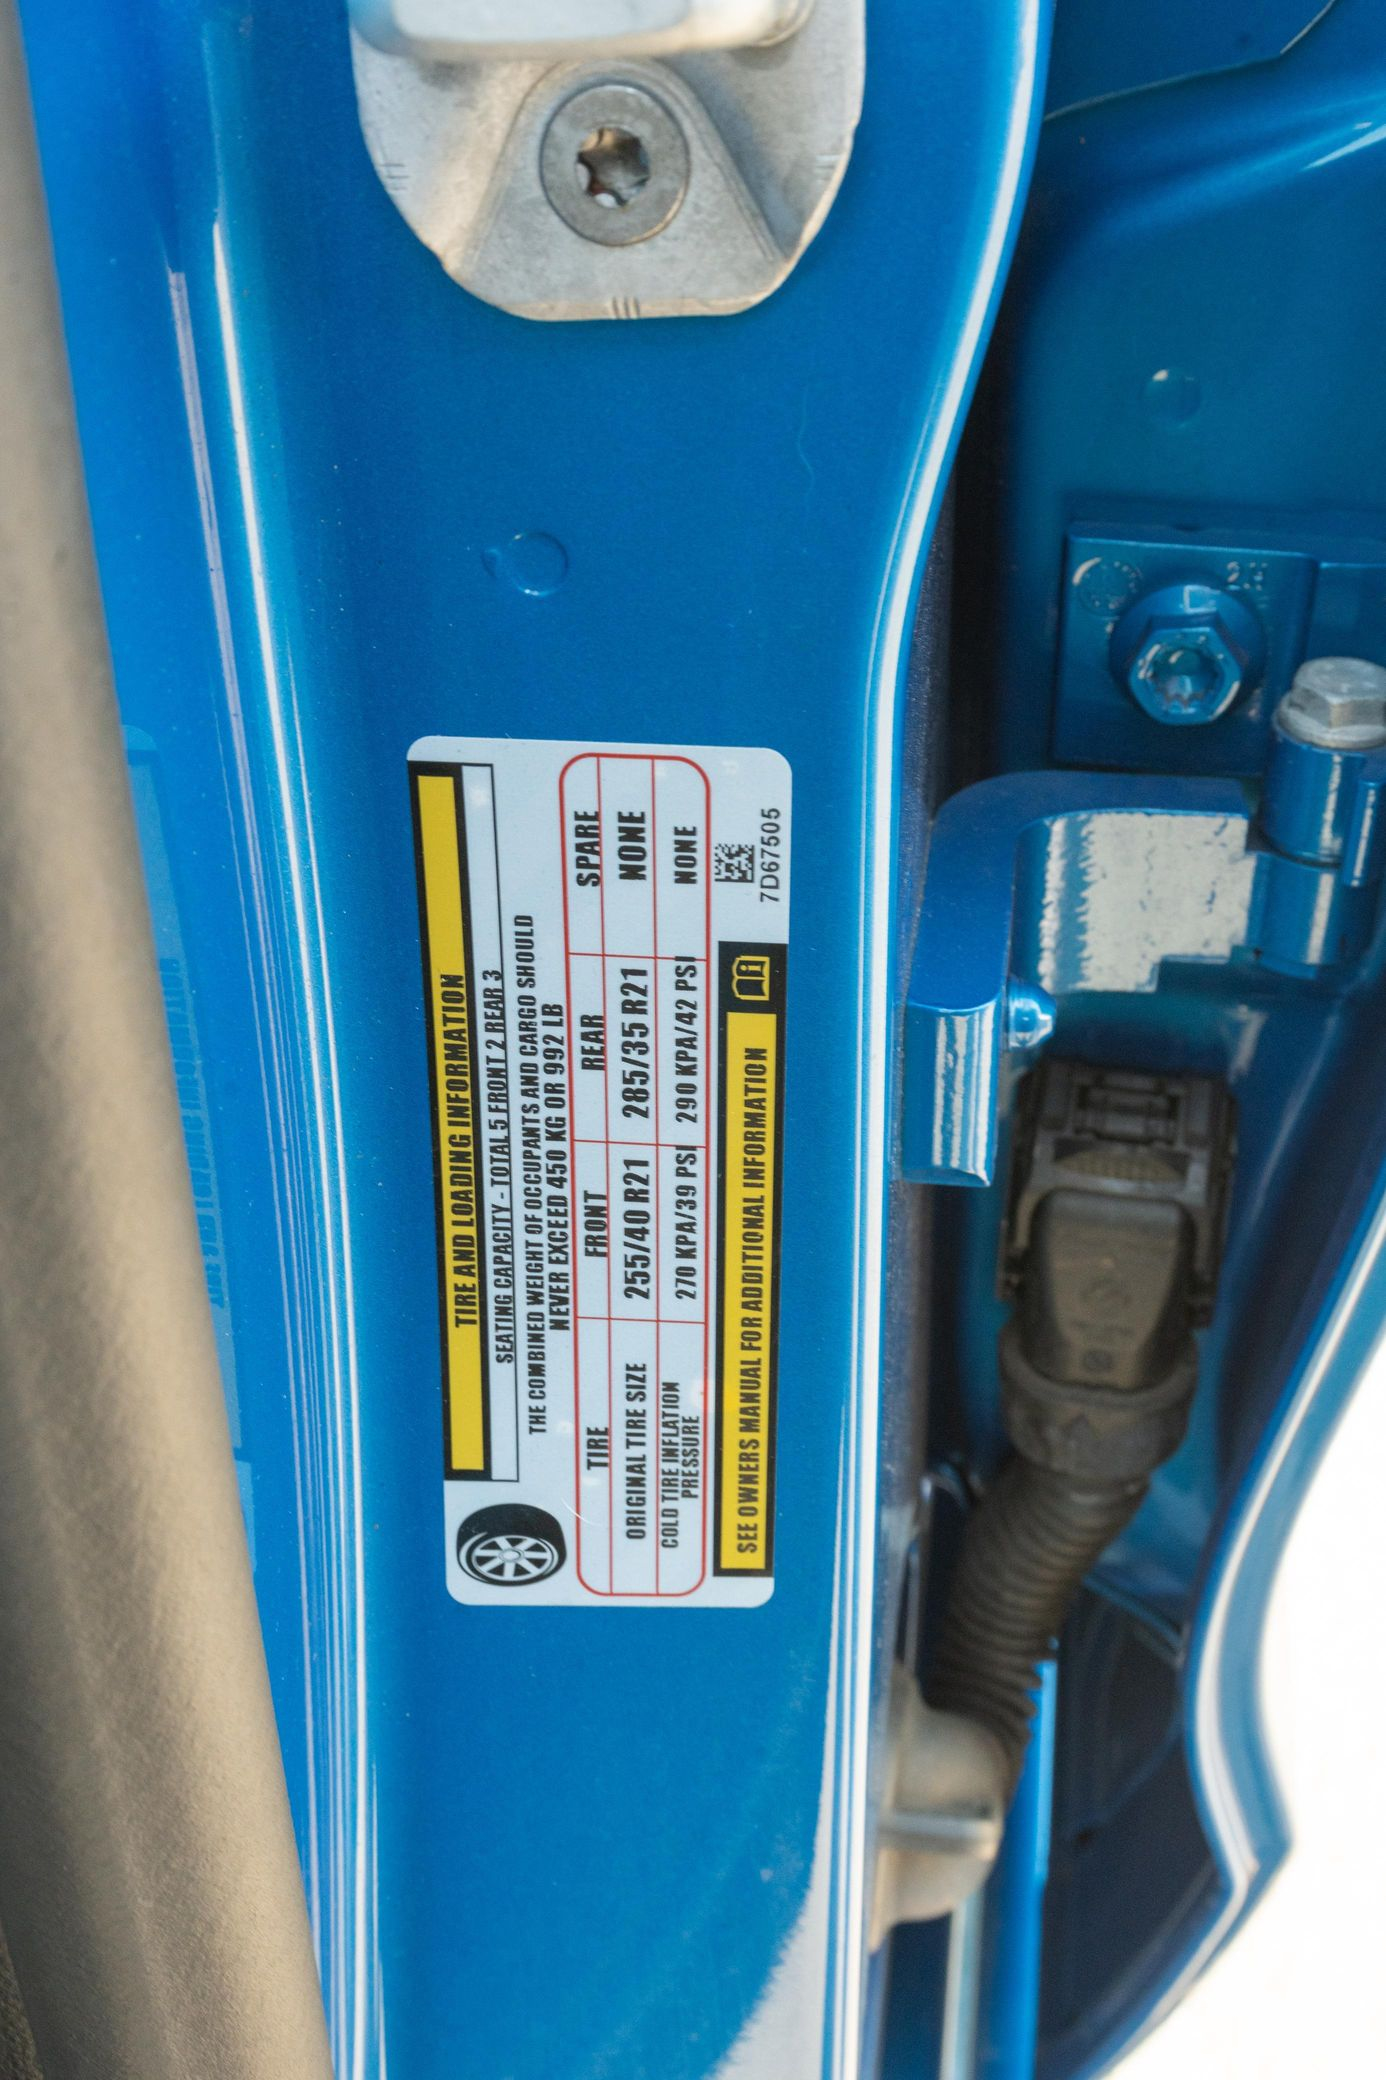 TIRE AND LOADING INFORMATION
SEATING CAPACITY - TOTAL 5 FRONT 2 REAR 3
THE COMBINED WEIGHT OF OCCUPANTS AND CARGO SHOULD
NEVER EXCEED 450 KG OR 992 LB
TIRE FRONT REAR SPARE
ORIGINAL TIRE SIZE 255/40 R21 285/35 R21 NONE
COLD TIRE INFLATION
PRESSURE 270 KPA/39 PSI 290 KPA/42 PSI NONE
SEE OWNERS MANUAL FOR ADDITIONAL INFORMATION
7D67505